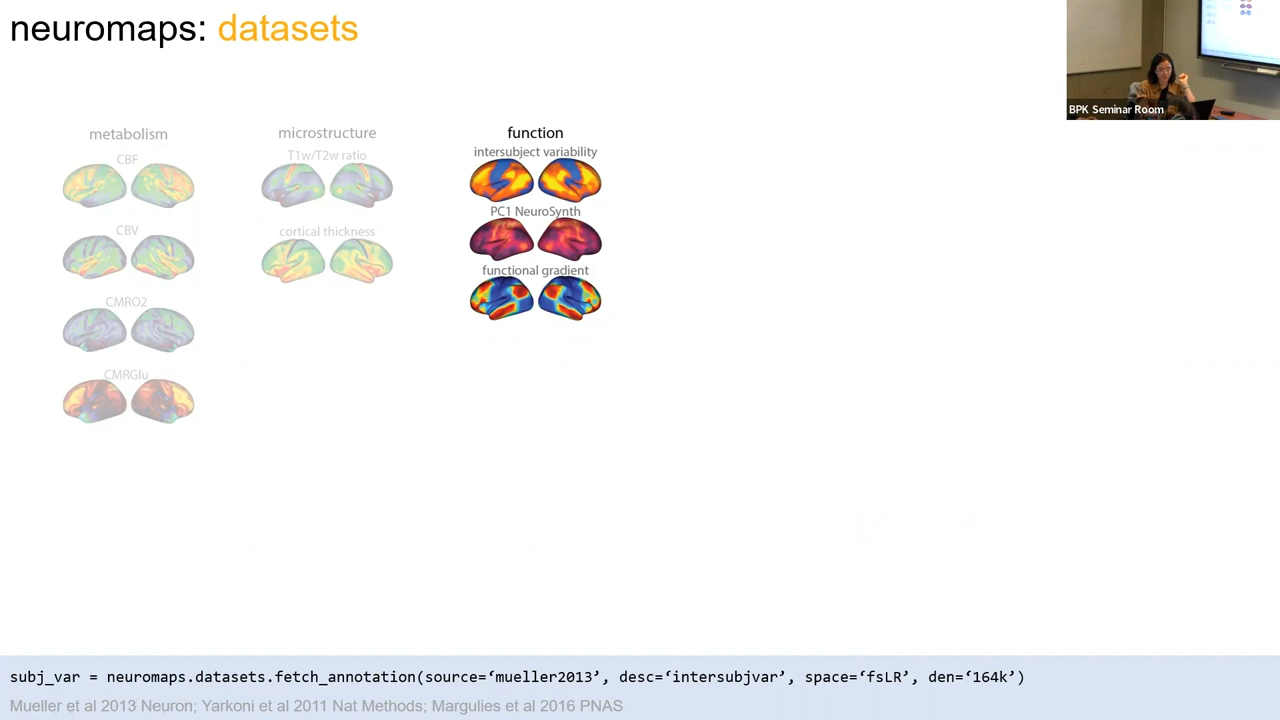 neuromaps: datasets
BPK Seminar Room
metabolism
CBF
CBV
CMRO2
CMRGlu
microstructure
T1w/T2w ratio
cortical thickness
function
intersubject variability
PC1 NeuroSynth
functional gradient
subj_var = neuromaps.datasets.fetch_annotation(source=‘mueller2013’, desc=‘intersubjvar’, space=‘fsLR’, den=‘164k’)
Mueller et al 2013 Neuron; Yarkoni et al 2011 Nat Methods; Margulies et al 2016 PNAS